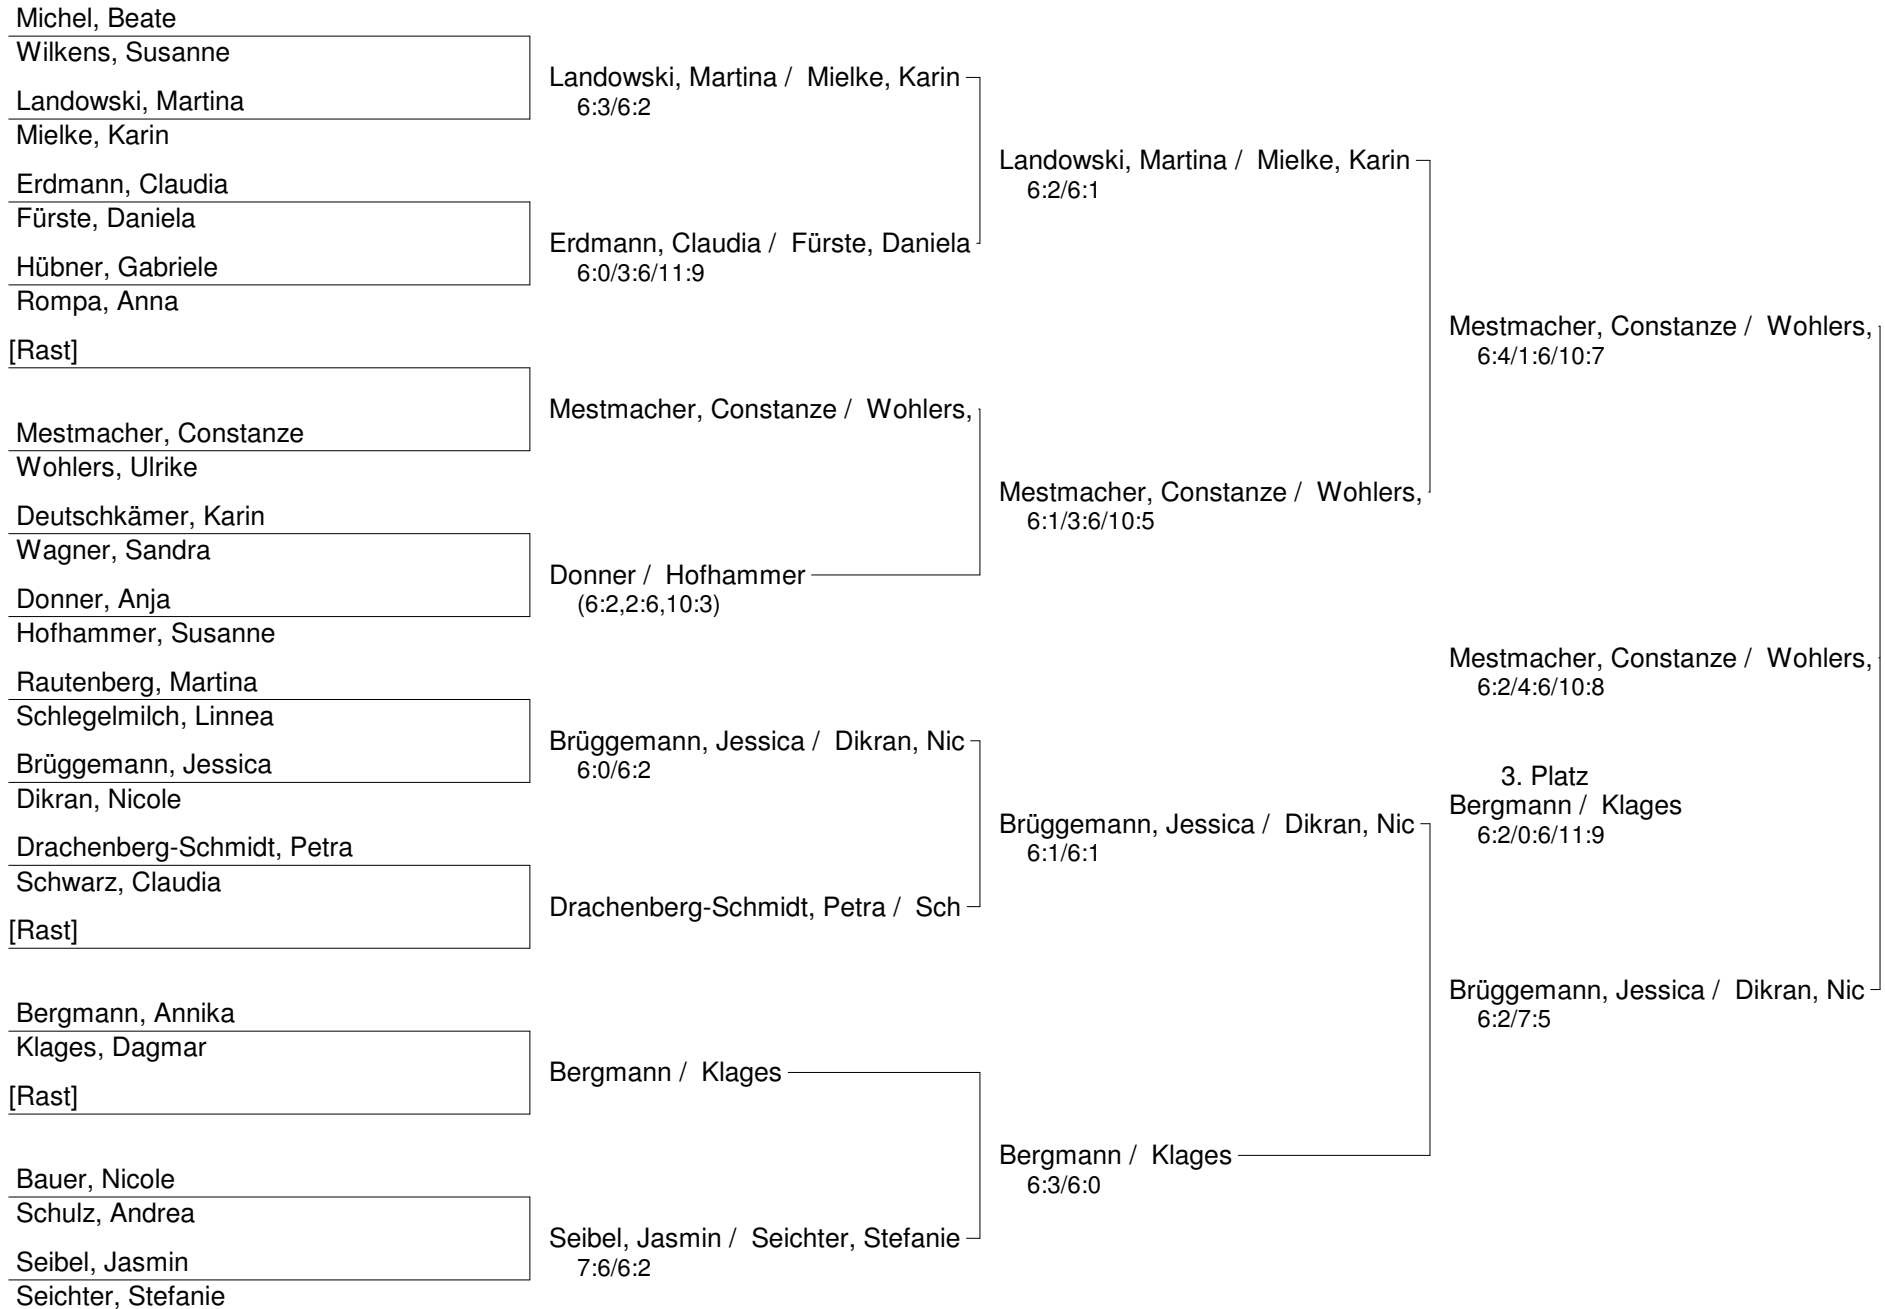 Michel, Beate
Wilkens, Susanne
Landowski, Martina
Mielke, Karin
Erdmann, Claudia
Fürste, Daniela
Hübner, Gabriele
Rompa, Anna
[Rast]
Mestmacher, Constanze
Wohlers, Ulrike
Deutschkämer, Karin
Wagner, Sandra
Donner, Anja
Hofhammer, Susanne
Rautenberg, Martina
Schlegelmilch, Linnea
Brüggemann, Jessica
Dikran, Nicole
Drachenberg-Schmidt, Petra
Schwarz, Claudia
[Rast]
Bergmann, Annika
Klages, Dagmar
[Rast]
Bauer, Nicole
Schulz, Andrea
Seibel, Jasmin
Seichter, Stefanie
Landowski, Martina / Mielke, Karin
6:3/6:2
Erdmann, Claudia / Fürste, Daniela
6:0/3:6/11:9
Mestmacher, Constanze / Wohlers,
Donner / Hofhammer
(6:2,2:6,10:3)
Brüggemann, Jessica / Dikran, Nic
6:0/6:2
Drachenberg-Schmidt, Petra / Sch
Bergmann / Klages
Seibel, Jasmin / Seichter, Stefanie
7:6/6:2
Landowski, Martina / Mielke, Karin
6:2/6:1
Mestmacher, Constanze / Wohlers,
6:1/3:6/10:5
Brüggemann, Jessica / Dikran, Nic
6:1/6:1
Bergmann / Klages
6:3/6:0
Mestmacher, Constanze / Wohlers,
6:4/1:6/10:7
Mestmacher, Constanze / Wohlers,
6:2/4:6/10:8
3. Platz
Bergmann / Klages
6:2/0:6/11:9
Brüggemann, Jessica / Dikran, Nic
6:2/7:5